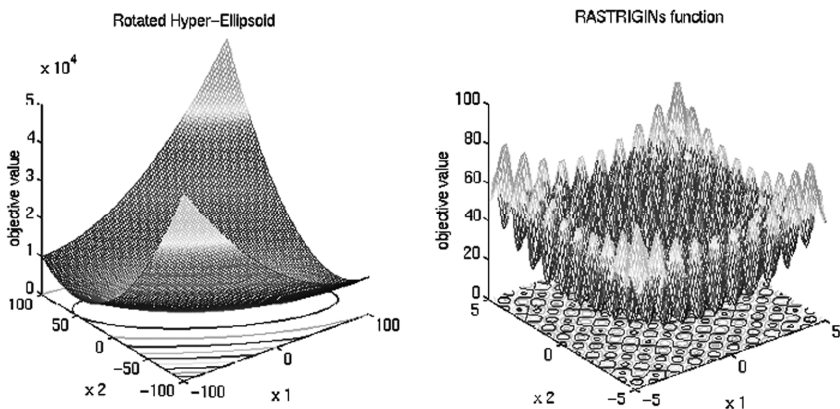 Rotated Hyper-Ellipsoid
x 10^4
5
4
3
2
1
0
objective value
100
50
0
-50
-100
x 2
-100
0
100
x 1
RASTRIGINs function
100
80
60
40
20
0
objective value
5
0
-5
x 2
-5
0
5
x 1